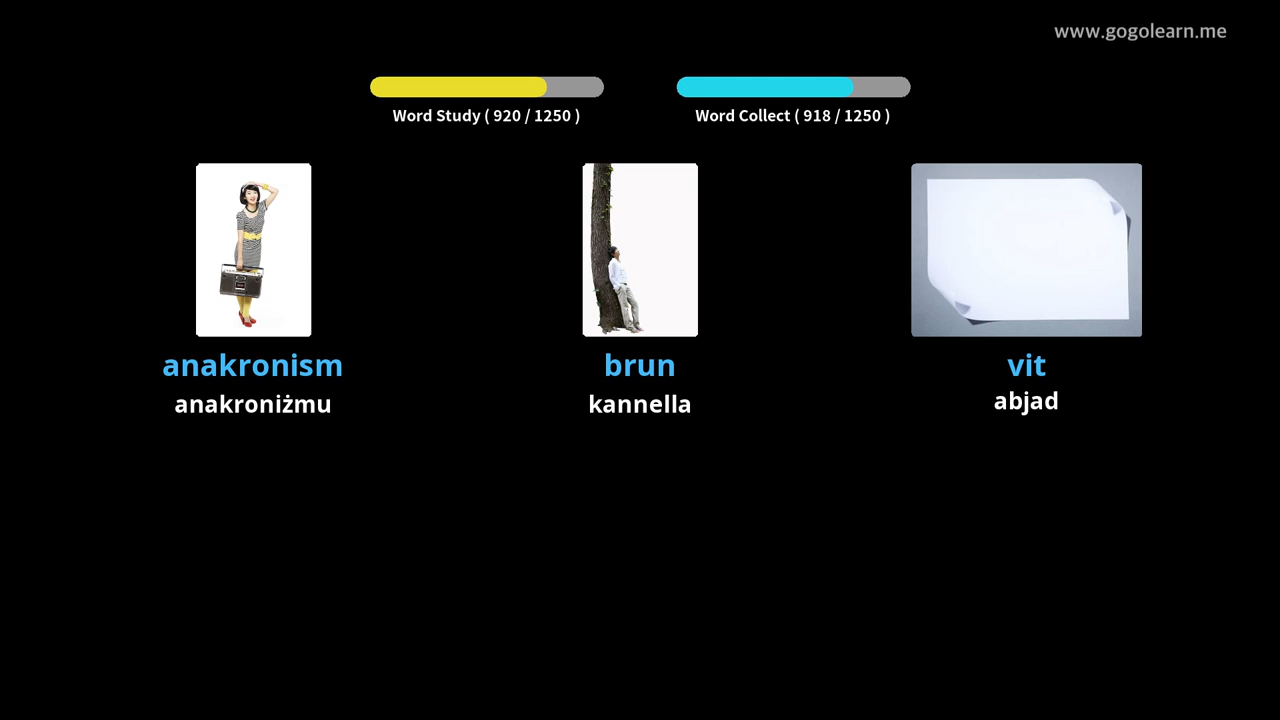 www.gogolearn.me
Word Study ( 920 / 1250 )
Word Collect ( 918 / 1250 )
anakronism
anakroniżmu
brun
kannella
vit
abjad